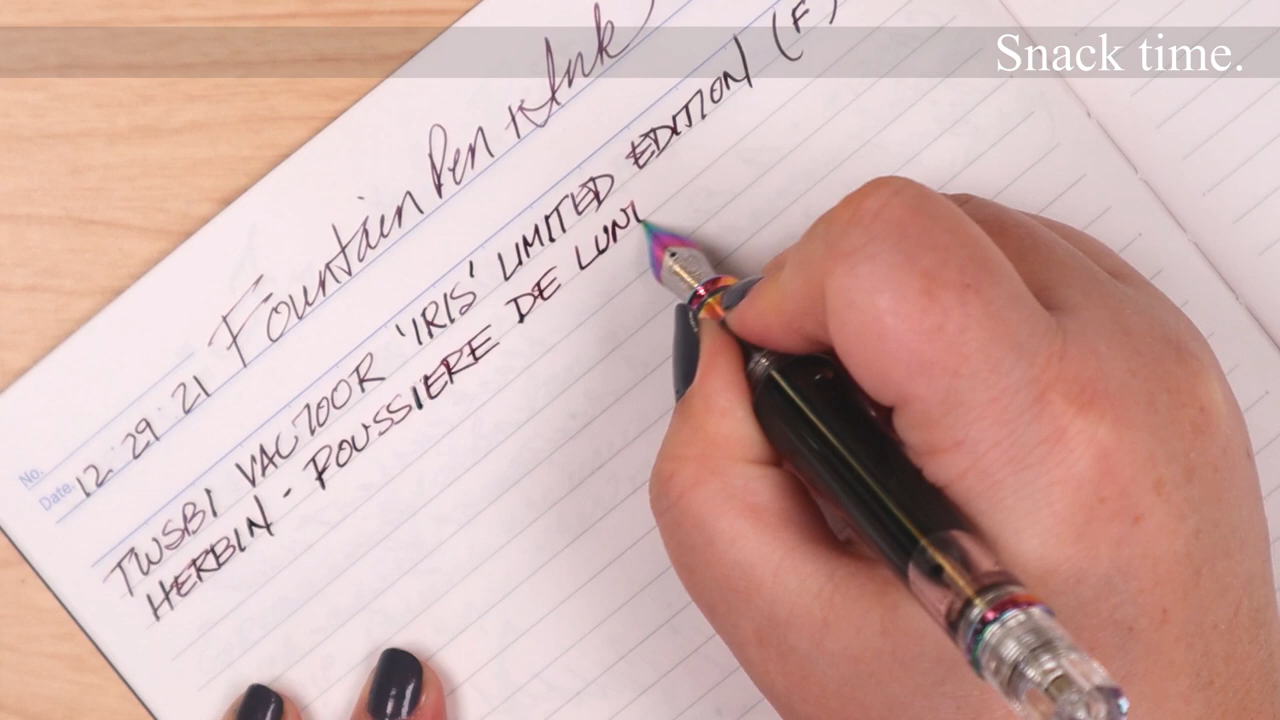 Snack time.
Fountain Pen + Ink
No.
Date. 12.29.21
TWSBI VAC700R 'IRIS' LIMITED EDITION (F)
HERBIN - POUSSIERE DE LUN